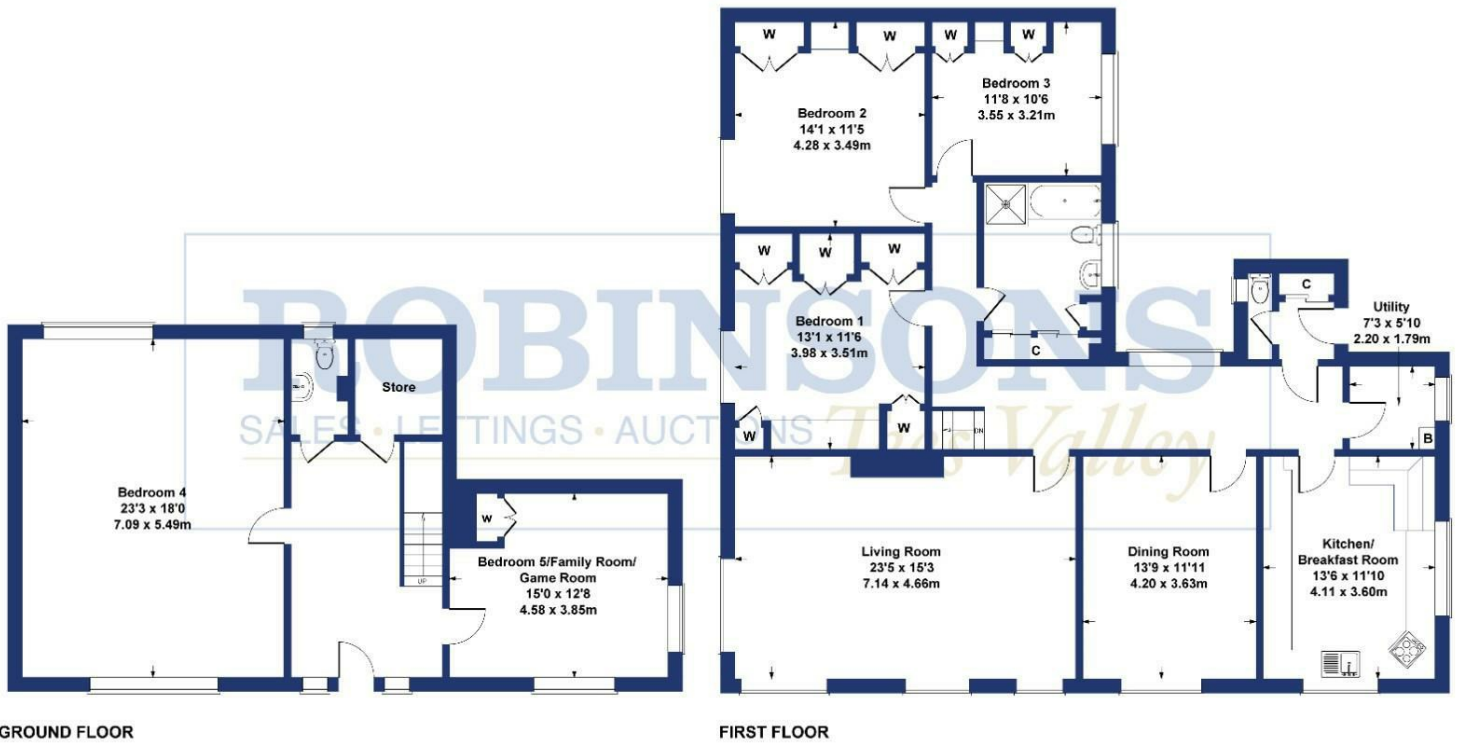 W
W
W
W
Bedroom 3
11'8 x 10'6
3.55 x 3.21m
Bedroom 2
14'1 x 11'5
4.28 x 3.49m
W
W
W
Bedroom 1
13'1 x 11'6
3.98 x 3.51m
W
W
C
C
DN
Utility
7'3 x 5'10
2.20 x 1.79m
B
ROBINSONS
SALES · LETTINGS · AUCTIONS
Tees Valley
Store
Bedroom 4
23'3 x 18'0
7.09 x 5.49m
W
UP
Bedroom 5/Family Room/
Game Room
15'0 x 12'8
4.58 x 3.85m
Living Room
23'5 x 15'3
7.14 x 4.66m
Dining Room
13'9 x 11'11
4.20 x 3.63m
Kitchen/
Breakfast Room
13'6 x 11'10
4.11 x 3.60m
GROUND FLOOR
FIRST FLOOR